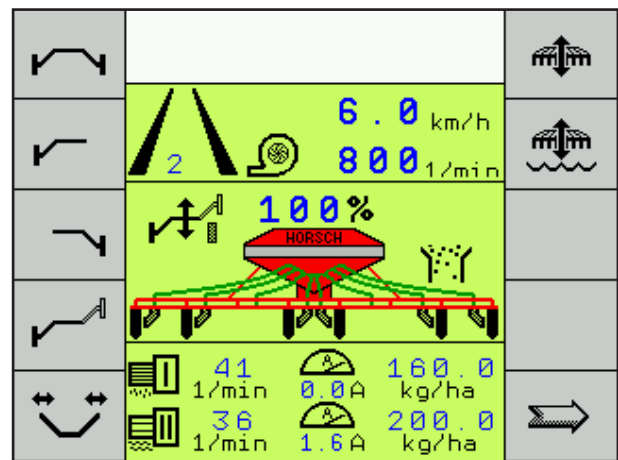 6.0 km/h
2 800 1/min
100%
HORSCH
I 41 A 160.0
1/min 0.0A kg/ha
II 36 A 200.0
1/min 1.6A kg/ha